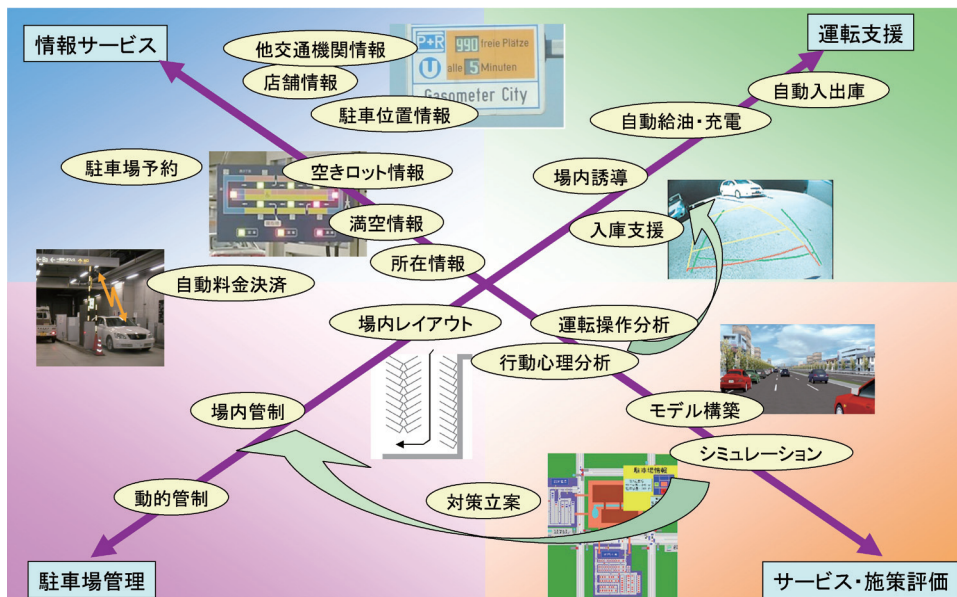 情報サービス
運転支援
他交通機関情報
P+R 990 freie Plätze
U alle 5 Minuten
Gasometer City
店舗情報
自動入出庫
駐車位置情報
自動給油・充電
駐車場予約
空きロット情報
場内誘導
満空情報
入庫支援
所在情報
自動料金決済
場内レイアウト
運転操作分析
行動心理分析
場内管制
モデル構築
シミュレーション
駐車場情報
動的管制
対策立案
駐車場管理
サービス・施策評価